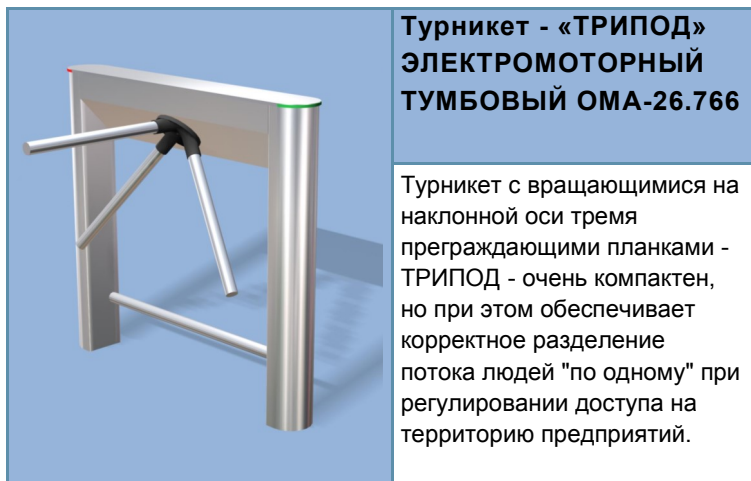 Турникет - «ТРИПОД»
ЭЛЕКТРОМОТОРНЫЙ
ТУМБОВЫЙ ОМА-26.766
Турникет с вращающимися на
наклонной оси тремя
преграждающими планками -
ТРИПОД - очень компактен,
но при этом обеспечивает
корректное разделение
потока людей "по одному" при
регулировании доступа на
территорию предприятий.